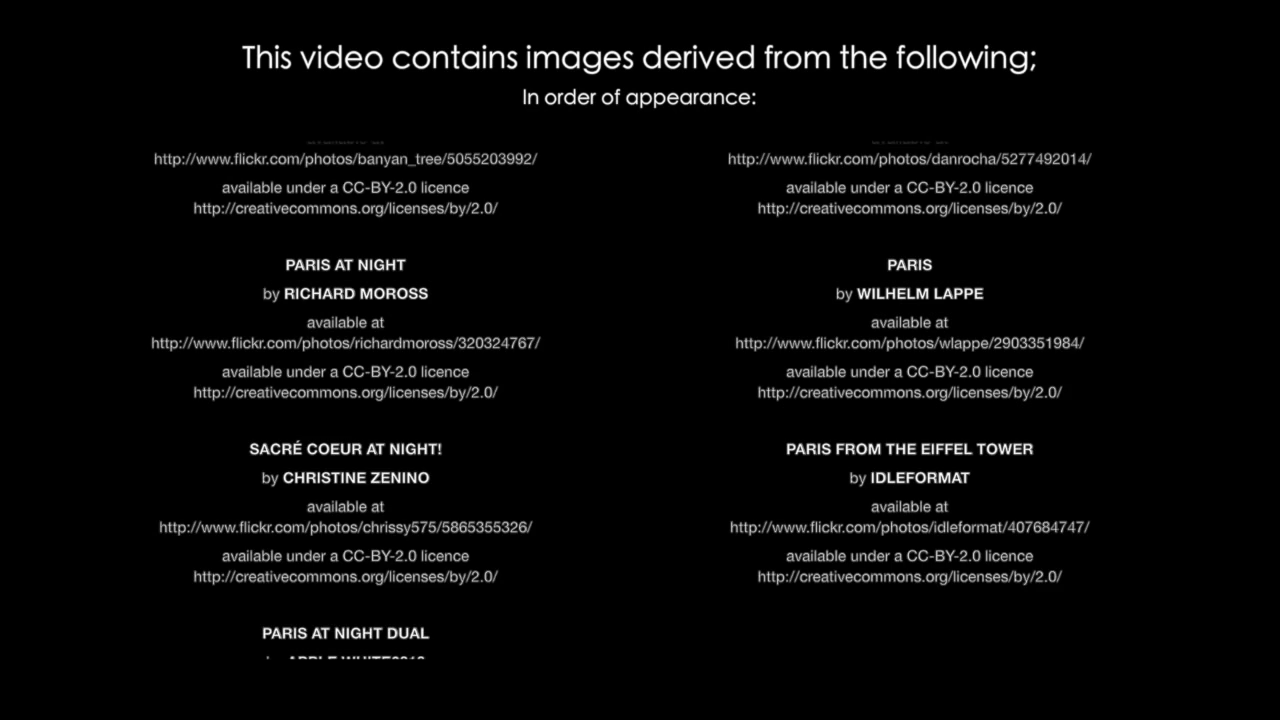 This video contains images derived from the following;
In order of appearance:
http://www.flickr.com/photos/banyan_tree/5055203992/
available under a CC-BY-2.0 licence
http://creativecommons.org/licenses/by/2.0/
PARIS AT NIGHT
by RICHARD MOROSS
available at
http://www.flickr.com/photos/richardmoross/320324767/
available under a CC-BY-2.0 licence
http://creativecommons.org/licenses/by/2.0/
SACRÉ COEUR AT NIGHT!
by CHRISTINE ZENINO
available at
http://www.flickr.com/photos/chrissy575/5865355326/
available under a CC-BY-2.0 licence
http://creativecommons.org/licenses/by/2.0/
PARIS AT NIGHT DUAL
http://www.flickr.com/photos/danrocha/5277492014/
available under a CC-BY-2.0 licence
http://creativecommons.org/licenses/by/2.0/
PARIS
by WILHELM LAPPE
available at
http://www.flickr.com/photos/wlappe/2903351984/
available under a CC-BY-2.0 licence
http://creativecommons.org/licenses/by/2.0/
PARIS FROM THE EIFFEL TOWER
by IDLEFORMAT
available at
http://www.flickr.com/photos/idleformat/407684747/
available under a CC-BY-2.0 licence
http://creativecommons.org/licenses/by/2.0/